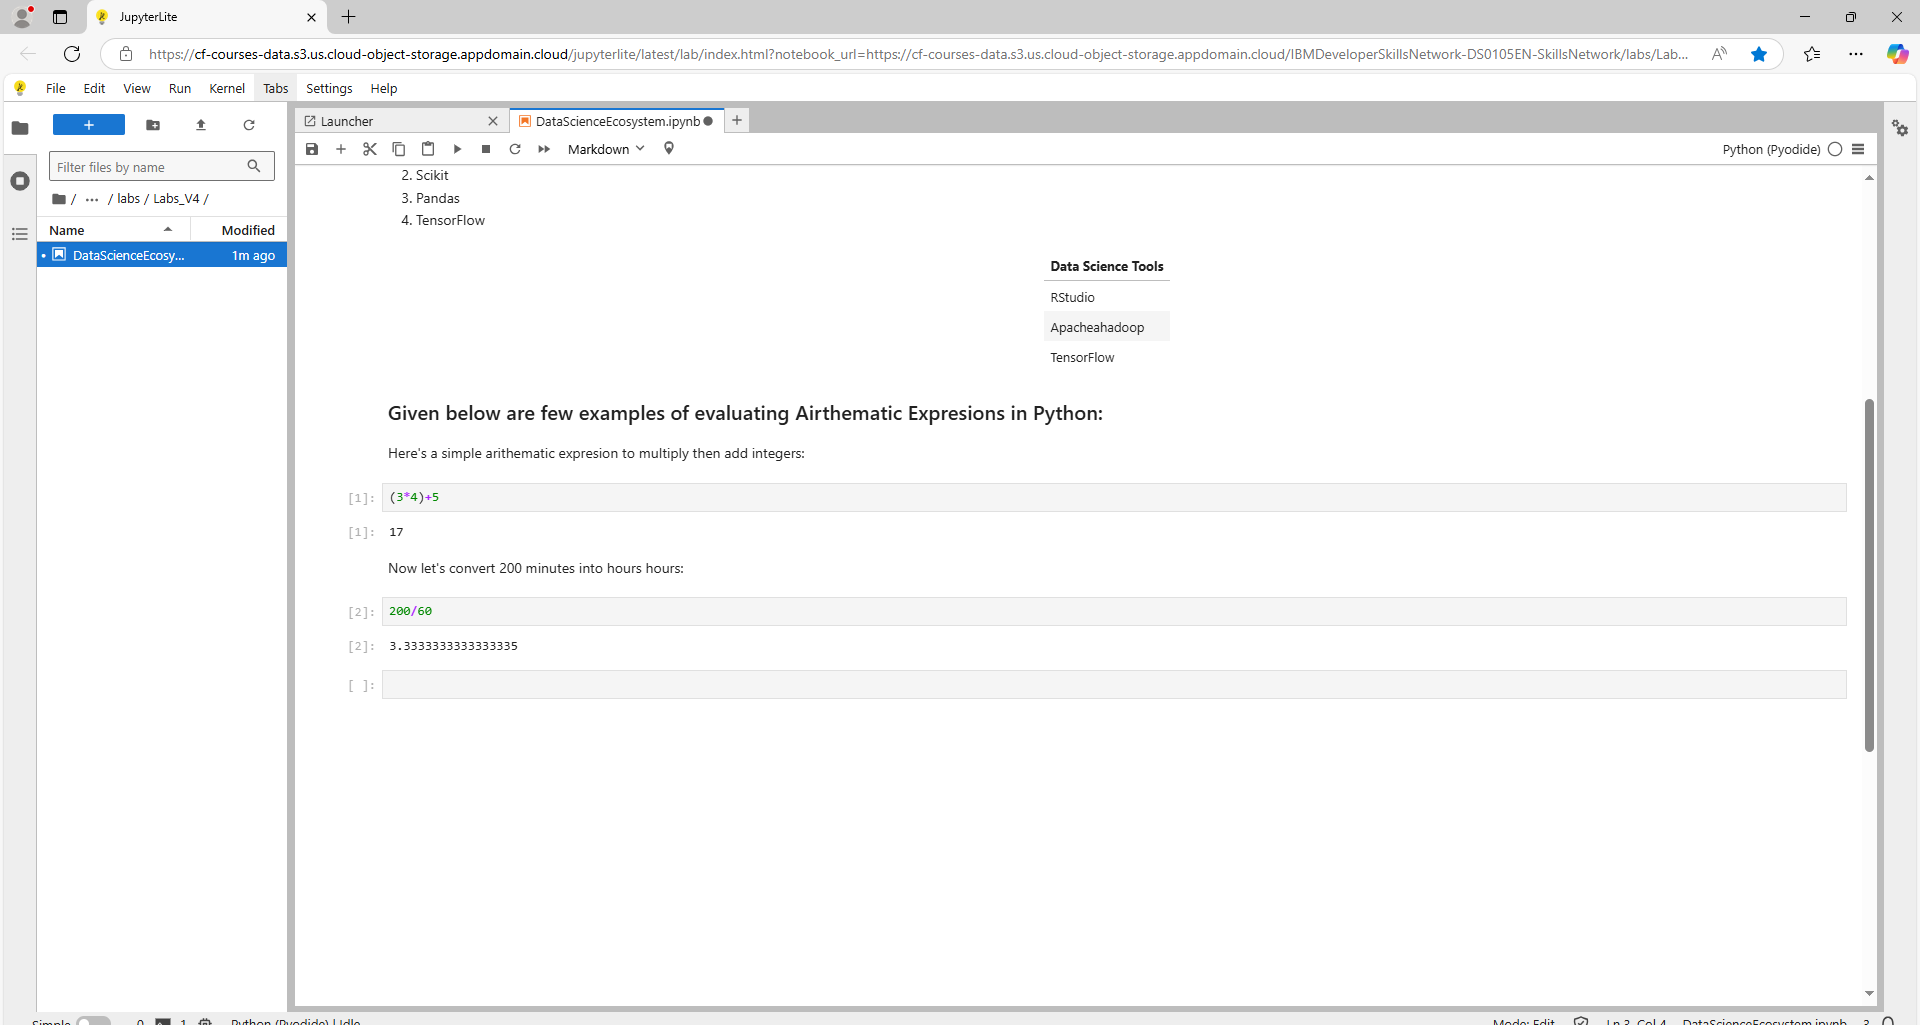 JupyterLite
https://cf-courses-data.s3.us.cloud-object-storage.appdomain.cloud/jupyterlite/latest/lab/index.html?notebook_url=https://cf-courses-data.s3.us.cloud-object-storage.appdomain.cloud/IBMDeveloperSkillsNetwork-DS0105EN-SkillsNetwork/labs/Lab...
File Edit View Run Kernel Tabs Settings Help
Launcher DataScienceEcosystem.ipynb
Filter files by name
Markdown Python (Pyodide)
/ ... / labs / Labs_V4 /
Name Modified
DataScienceEcosy... 1m ago
2. Scikit
3. Pandas
4. TensorFlow
Data Science Tools
RStudio
Apacheahadoop
TensorFlow
Given below are few examples of evaluating Airthematic Expresions in Python:
Here's a simple arithematic expresion to multiply then add integers:
[1]: (3*4)+5
[1]: 17
Now let's convert 200 minutes into hours hours:
[2]: 200/60
[2]: 3.3333333333333335
[ ]:
Simple 0 1 Python (Pyodide) | Idle Mode: Edit Ln 3, Col 4 DataScienceEcosystem.ipynb 3